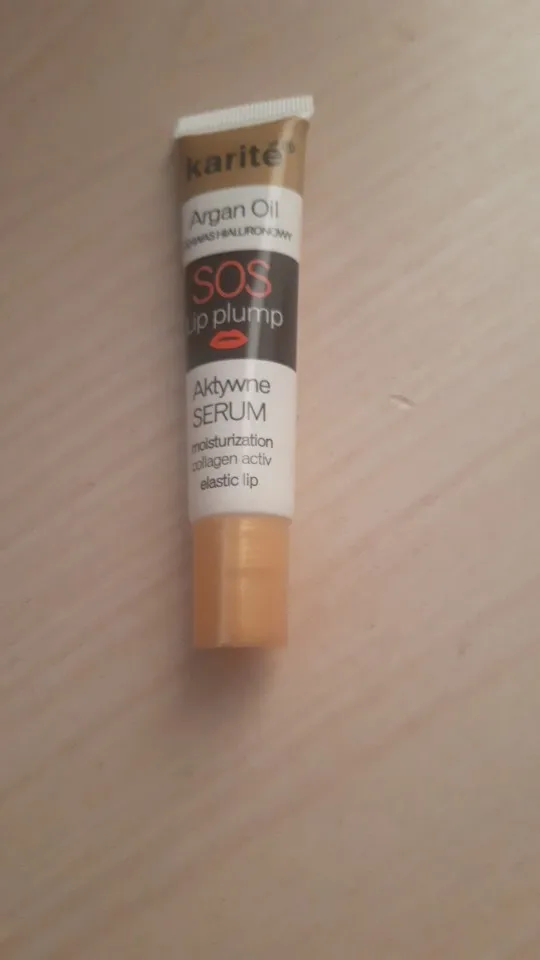 karité®
Argan Oil
KWAS HIALURONOWY
SOS
Lip plump
Aktywne
SERUM
moisturization
collagen activ
elastic lip